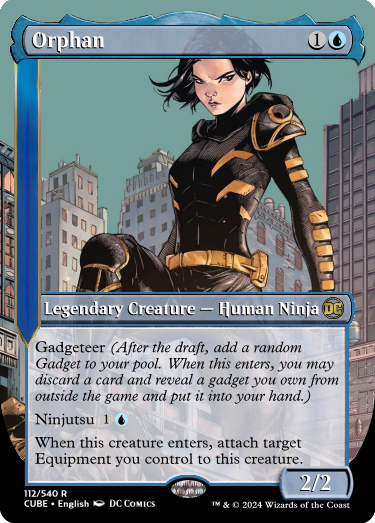 Orphan 1
Legendary Creature — Human Ninja DC
Gadgeteer (After the draft, add a random
Gadget to your pool. When this enters, you may
discard a card and reveal a gadget you own from
outside the game and put it into your hand.)
Ninjutsu 1
When this creature enters, attach target
Equipment you control to this creature.
2/2
112/540 R
CUBE • English DC COMICS
™ & © 2024 Wizards of the Coast